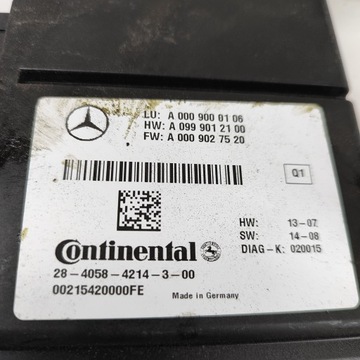 LU: A 000 900 01 06
HW: A 099 901 21 00
FW: A 000 902 75 20
Q1
HW: 13-07
SW: 14-08
DIAG-K: 020015
Continental
28-4058-4214-3-00
00215420000FE
Made in Germany